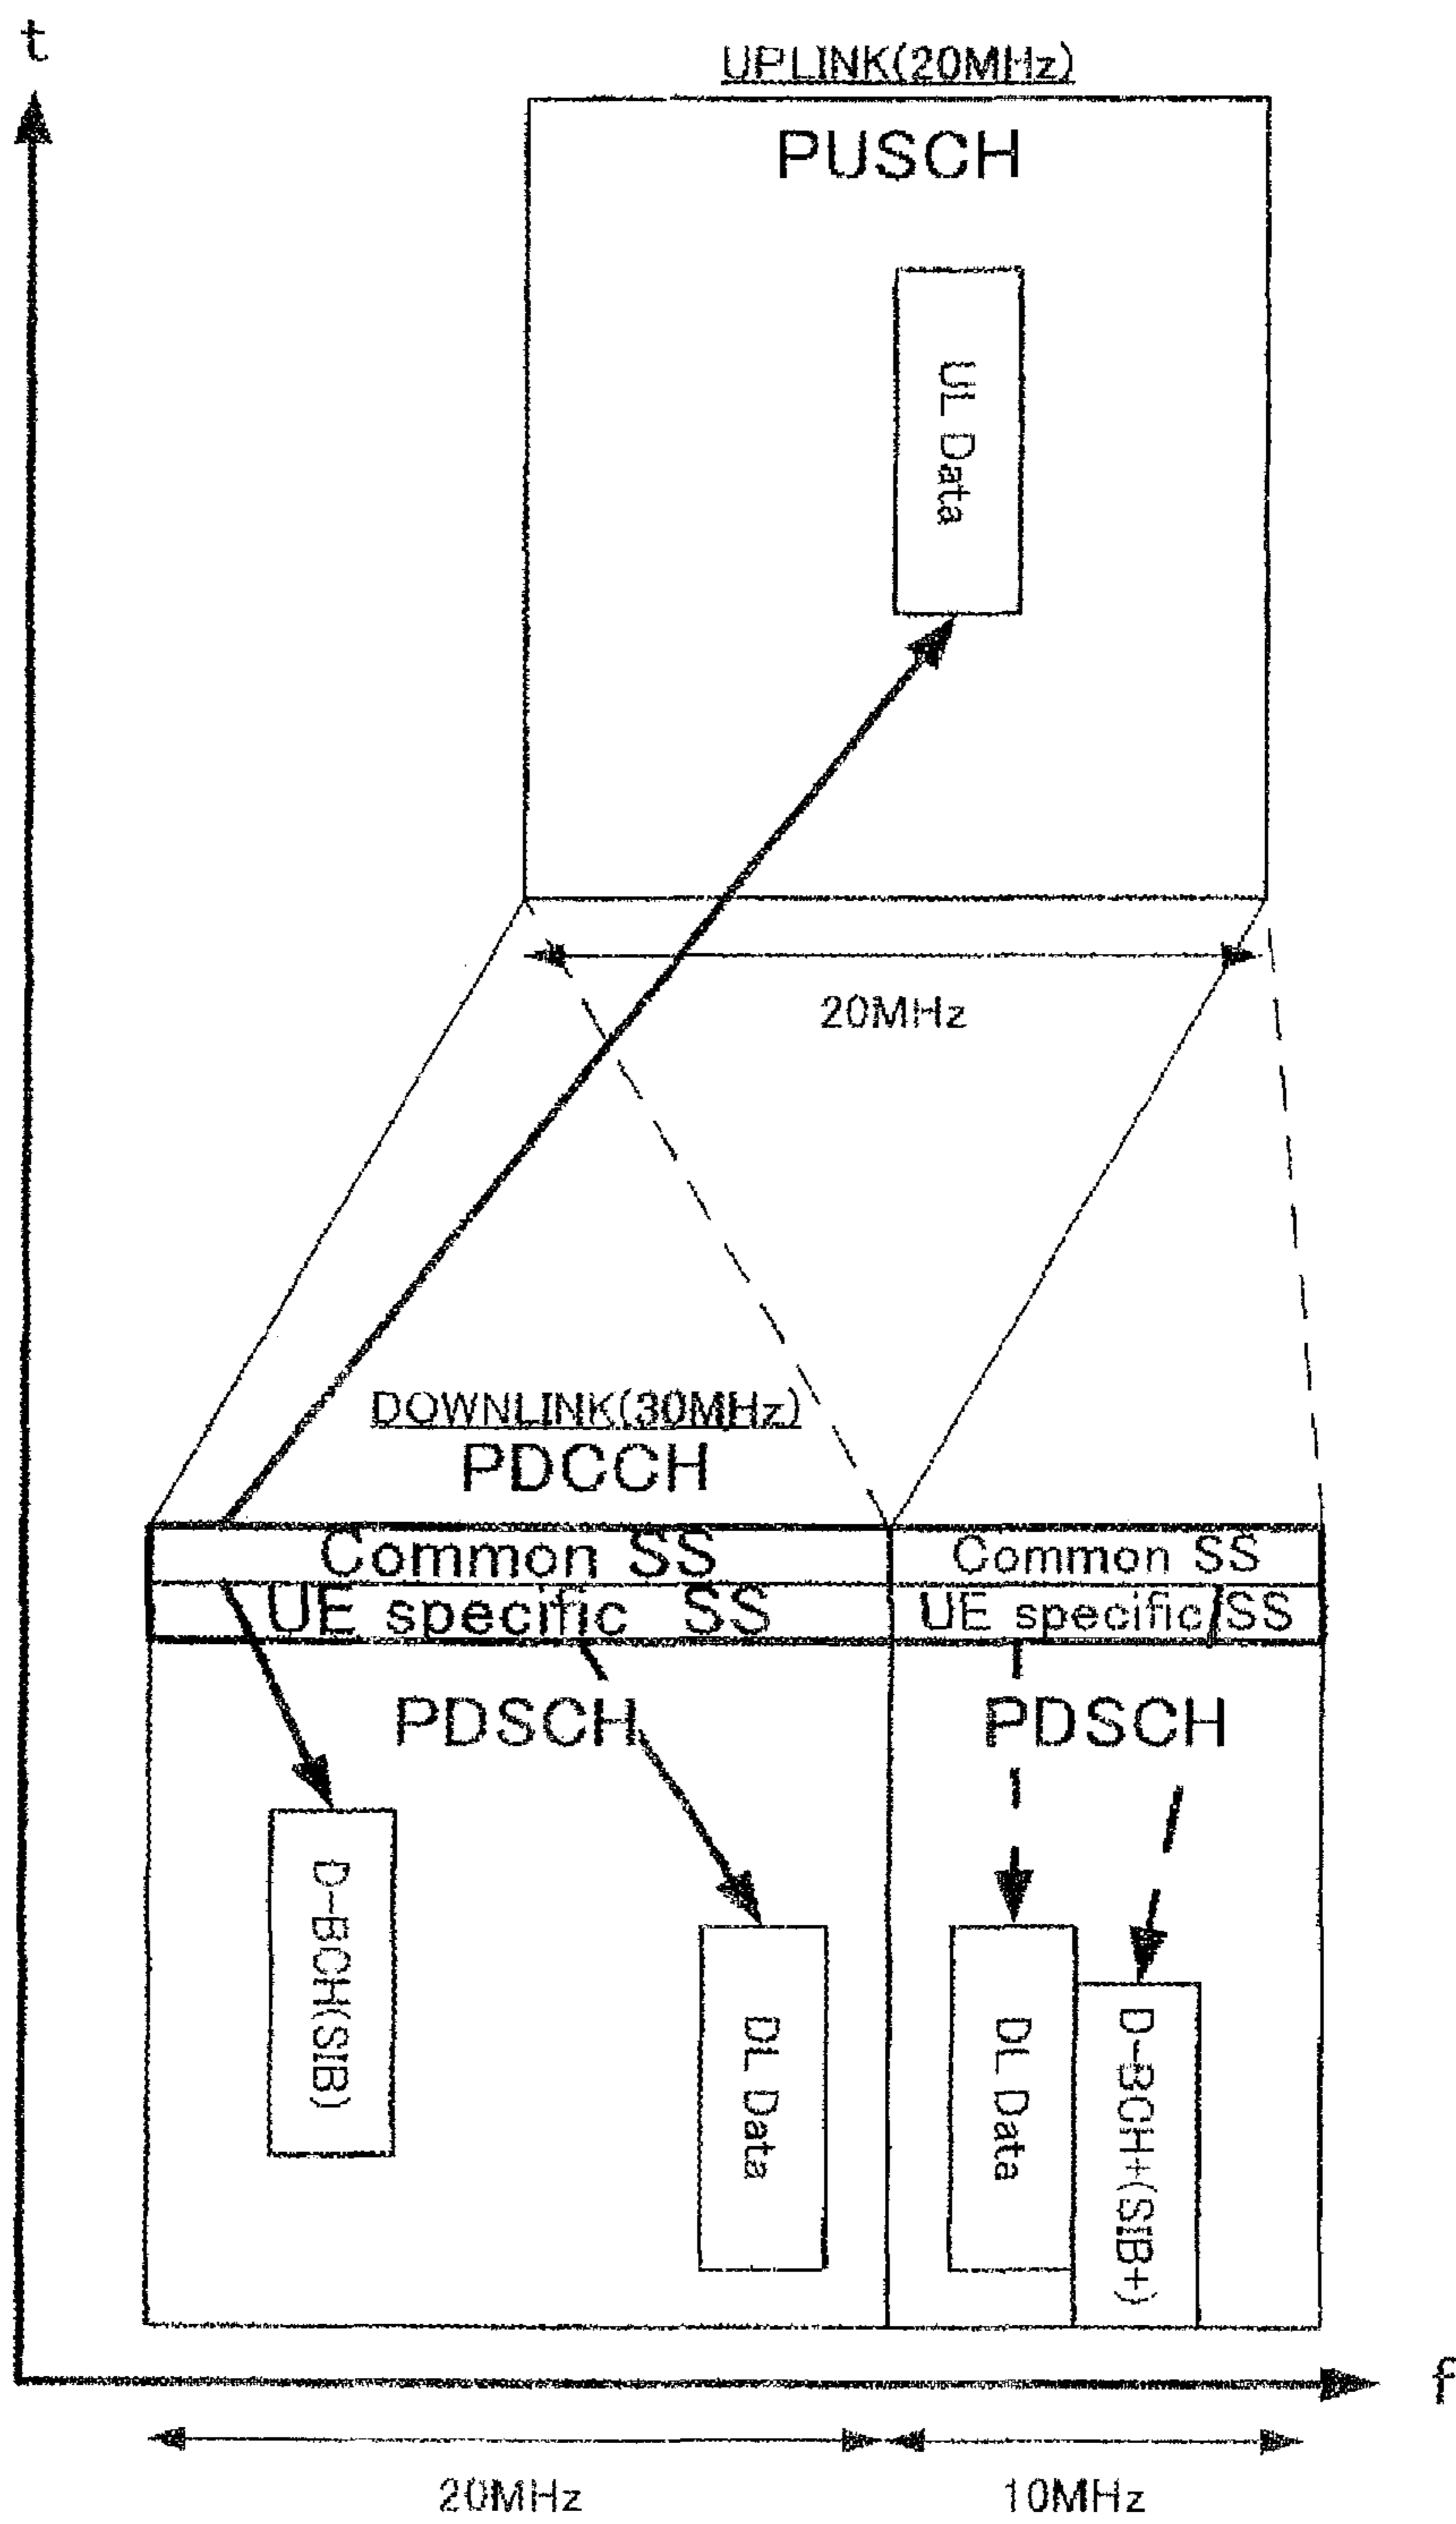 t
UPLINK(20MHz)
PUSCH
UL Data
20MHz
DOWNLINK(30MHz)
PDCCH
Common SS
Common SS
UE specific SS
UE specific SS
PDSCH
PDSCH
D-BCH(SIB)
DL Data
DL Data
D-BCH+(SIB+)
f
20MHz
10MHz